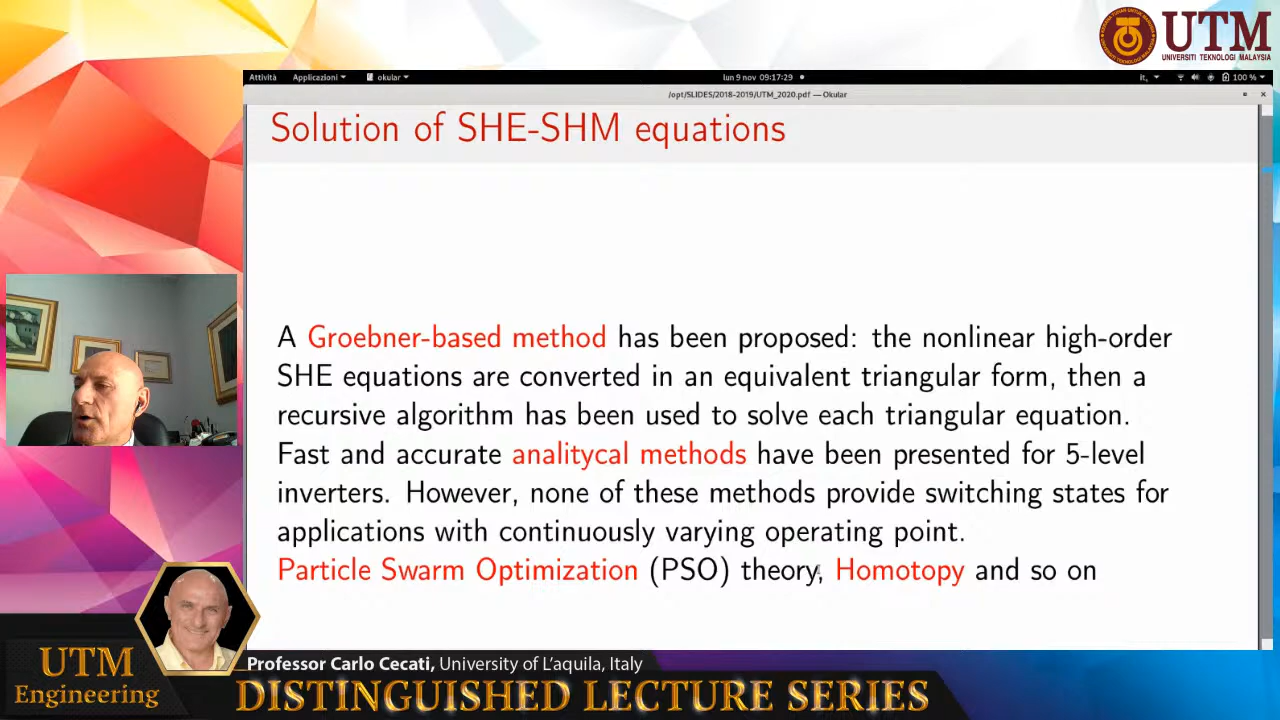 UTM
UNIVERSITI TEKNOLOGI MALAYSIA
Attività Applicazioni okular lun 9 nov 09:17:29 it, 100 %
/opt/SLIDES/2018-2019/UTM_2020.pdf — Okular
Solution of SHE-SHM equations
A Groebner-based method has been proposed: the nonlinear high-order
SHE equations are converted in an equivalent triangular form, then a
recursive algorithm has been used to solve each triangular equation.
Fast and accurate analitycal methods have been presented for 5-level
inverters. However, none of these methods provide switching states for
applications with continuously varying operating point.
Particle Swarm Optimization (PSO) theory, Homotopy and so on
UTM
Engineering
Professor Carlo Cecati, University of L’aquila, Italy
DISTINGUISHED LECTURE SERIES